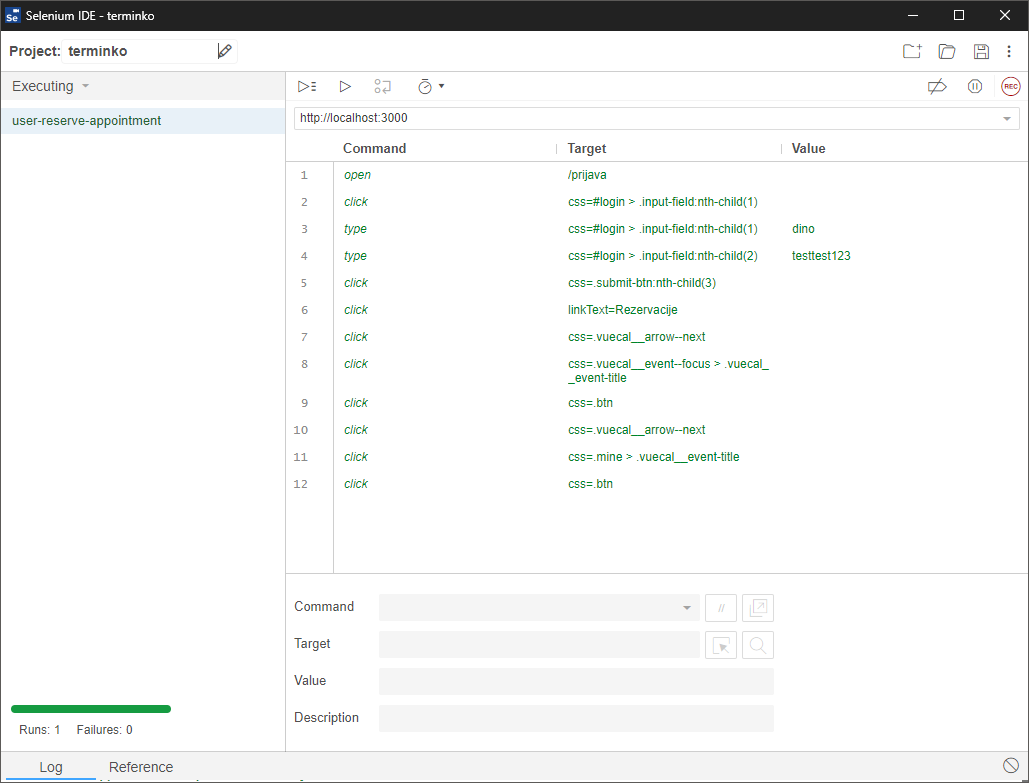 Se Selenium IDE - terminko
Project: terminko
Executing
REC
user-reserve-appointment
http://localhost:3000
Command Target Value
1 open /prijava
2 click css=#login > .input-field:nth-child(1)
3 type css=#login > .input-field:nth-child(1) dino
4 type css=#login > .input-field:nth-child(2) testtest123
5 click css=.submit-btn:nth-child(3)
6 click linkText=Rezervacije
7 click css=.vuecal__arrow--next
8 click css=.vuecal__event--focus > .vuecal_
_event-title
9 click css=.btn
10 click css=.vuecal__arrow--next
11 click css=.mine > .vuecal__event-title
12 click css=.btn
Command //
Target
Value
Description
Runs: 1 Failures: 0
Log Reference